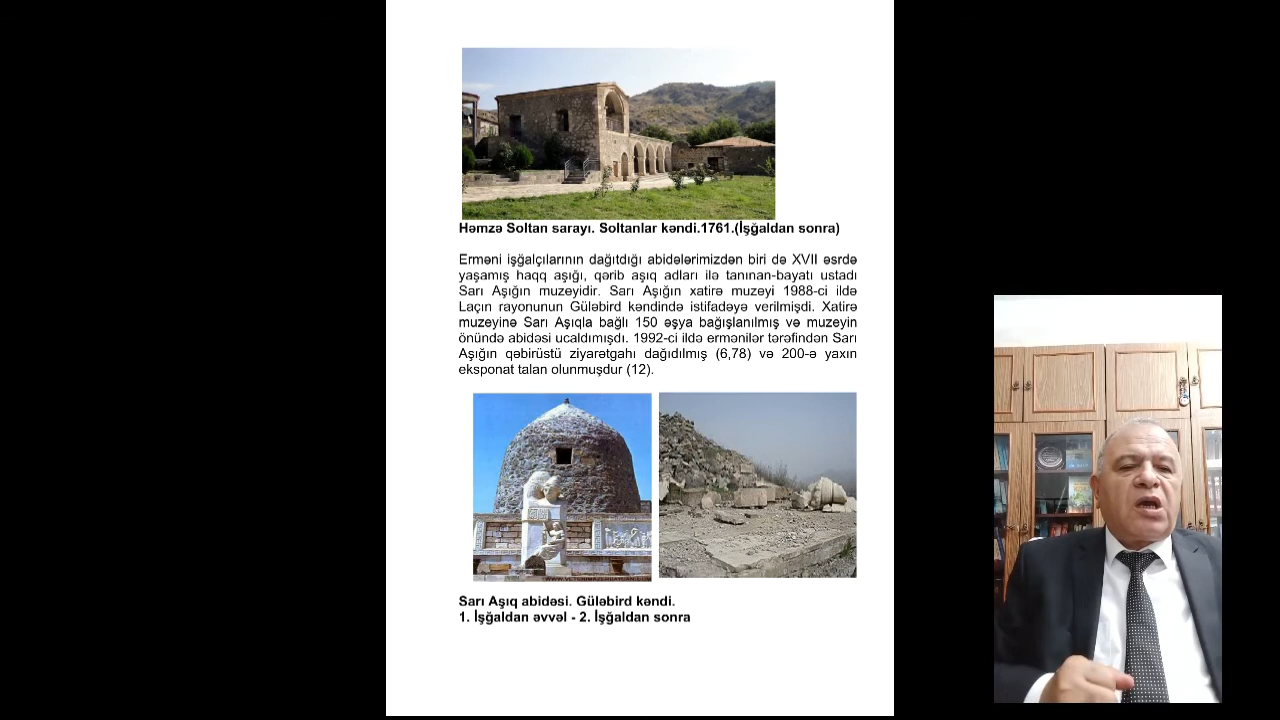 Həmzə Soltan sarayı. Soltanlar kəndi.1761.(İşğaldan sonra)
Erməni işğalçılarının dağıtdığı abidələrimizdən biri də XVII əsrdə
yaşamış haqq aşığı, qərib aşıq adları ilə tanınan-bayatı ustadı
Sarı Aşığın muzeyidir. Sarı Aşığın xatirə muzeyi 1988-ci ildə
Laçın rayonunun Güləbird kəndində istifadəyə verilmişdi. Xatirə
muzeyinə Sarı Aşıqla bağlı 150 əşya bağışlanılmış və muzeyin
önündə abidəsi ucaldımışdı. 1992-ci ildə ermənilər tərəfindən Sarı
Aşığın qəbirüstü ziyarətgahı dağıdılmış (6,78) və 200-ə yaxın
eksponat talan olunmuşdur (12).
Sarı Aşıq abidəsi. Güləbird kəndi.
1. İşğaldan əvvəl - 2. İşğaldan sonra